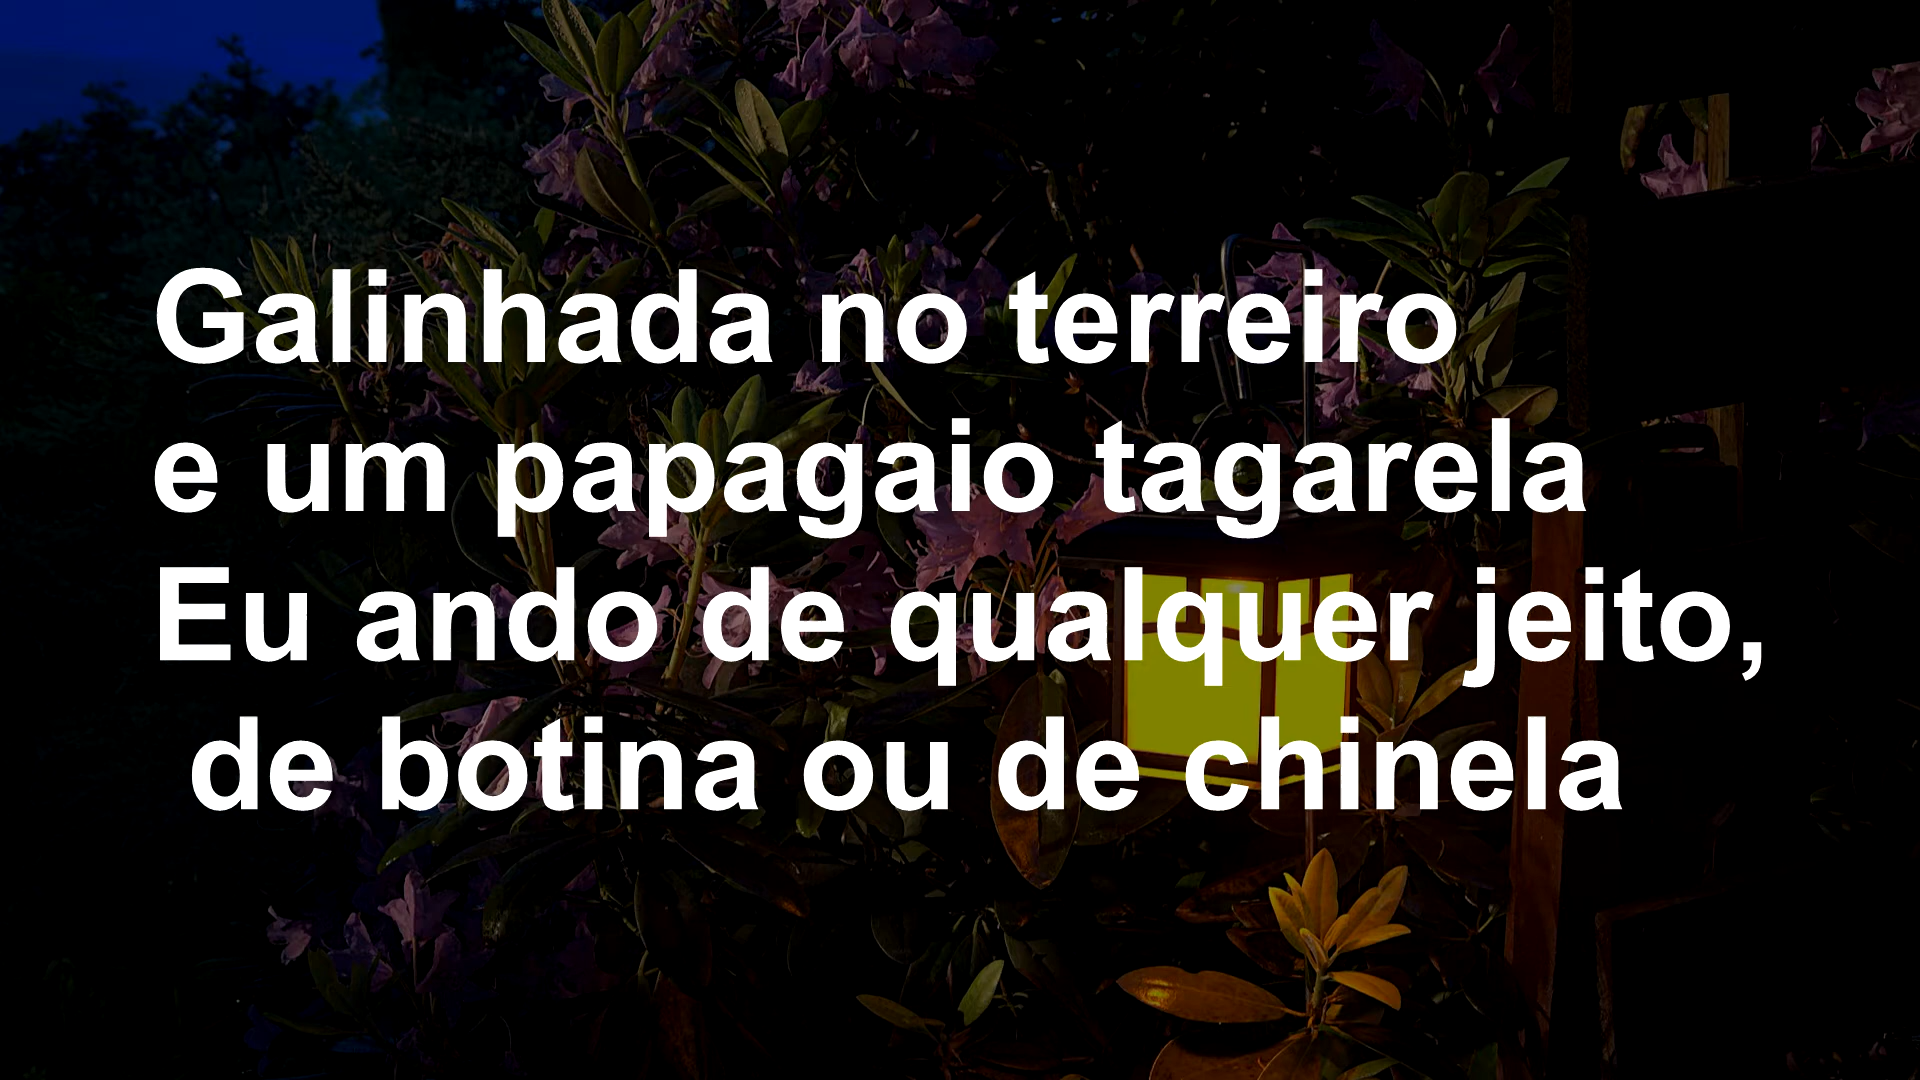 Galinhada no terreiro
e um papagaio tagarela
Eu ando de qualquer jeito,
de botina ou de chinela